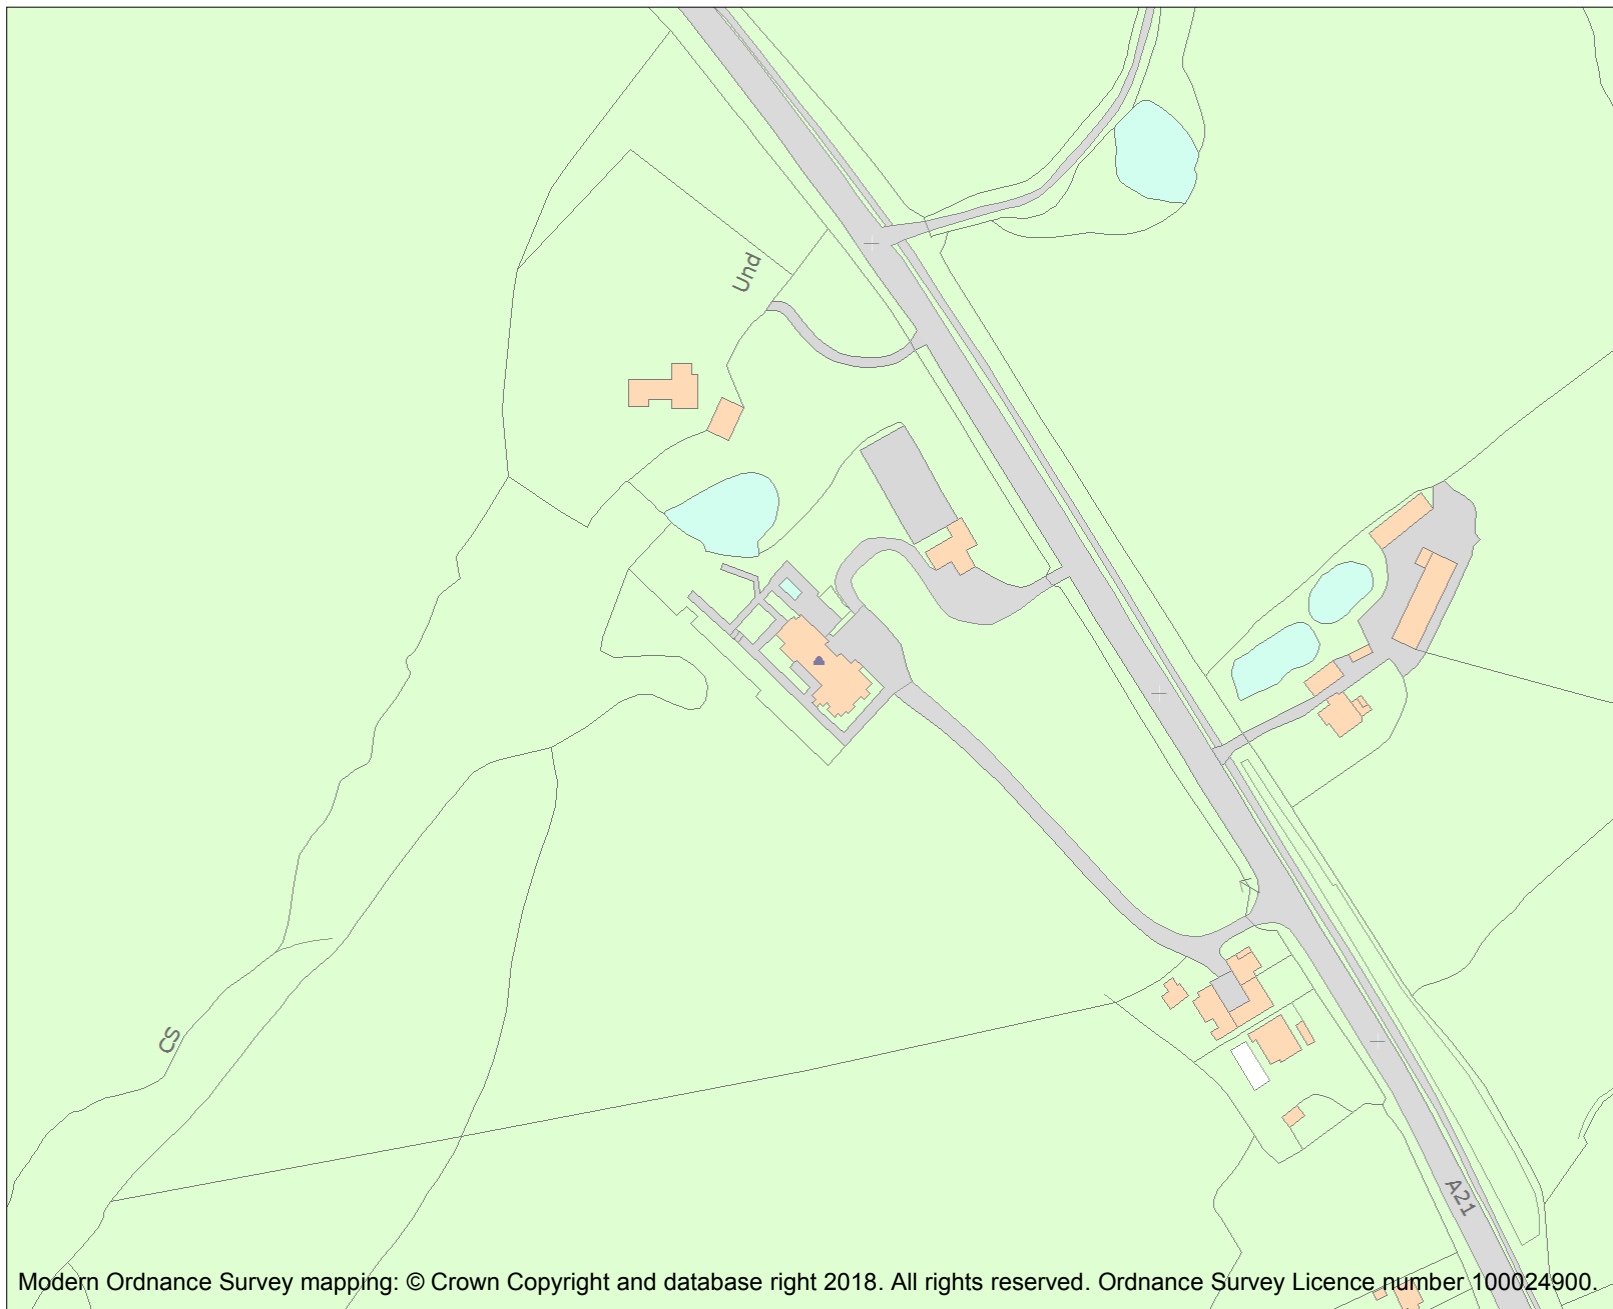 Und
CS
A21
Modern Ordnance Survey mapping: © Crown Copyright and database right 2018. All rights reserved. Ordnance Survey Licence number 100024900.